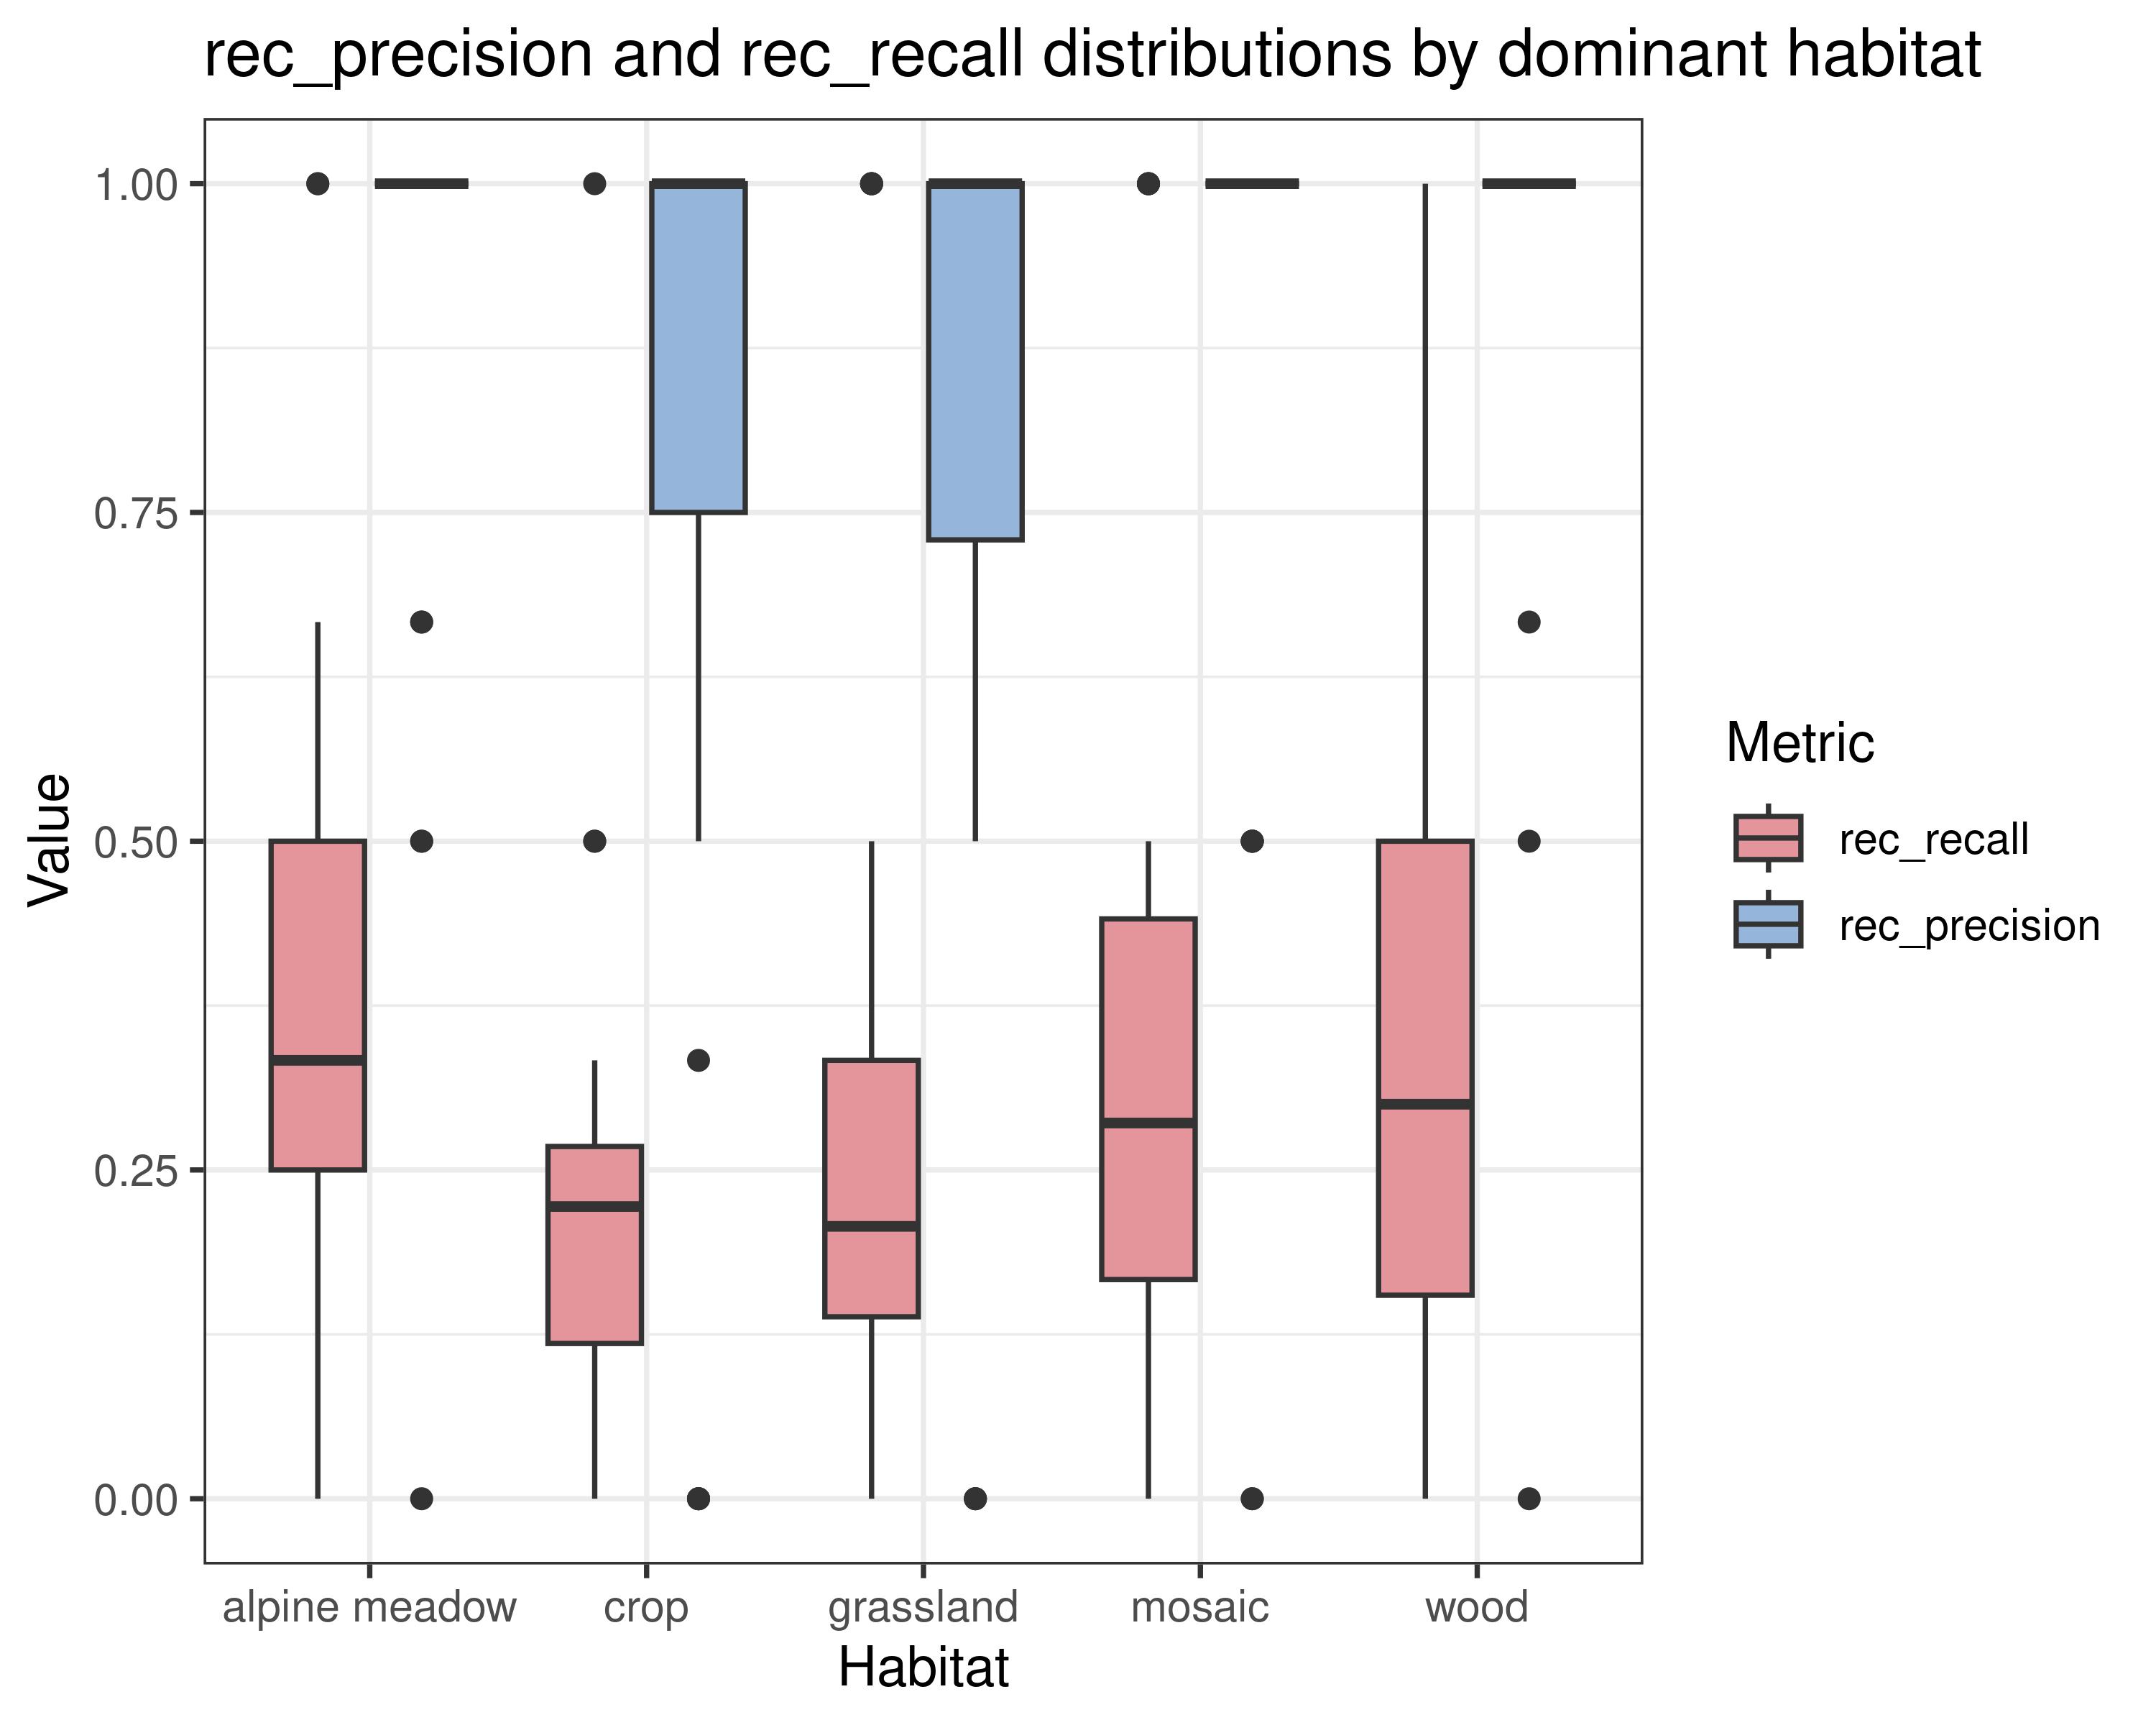 rec_precision and rec_recall distributions by dominant habitat
1.00
0.75
0.50
0.25
0.00
Value
alpine meadow
crop
grassland
mosaic
wood
Habitat
Metric
rec_recall
rec_precision